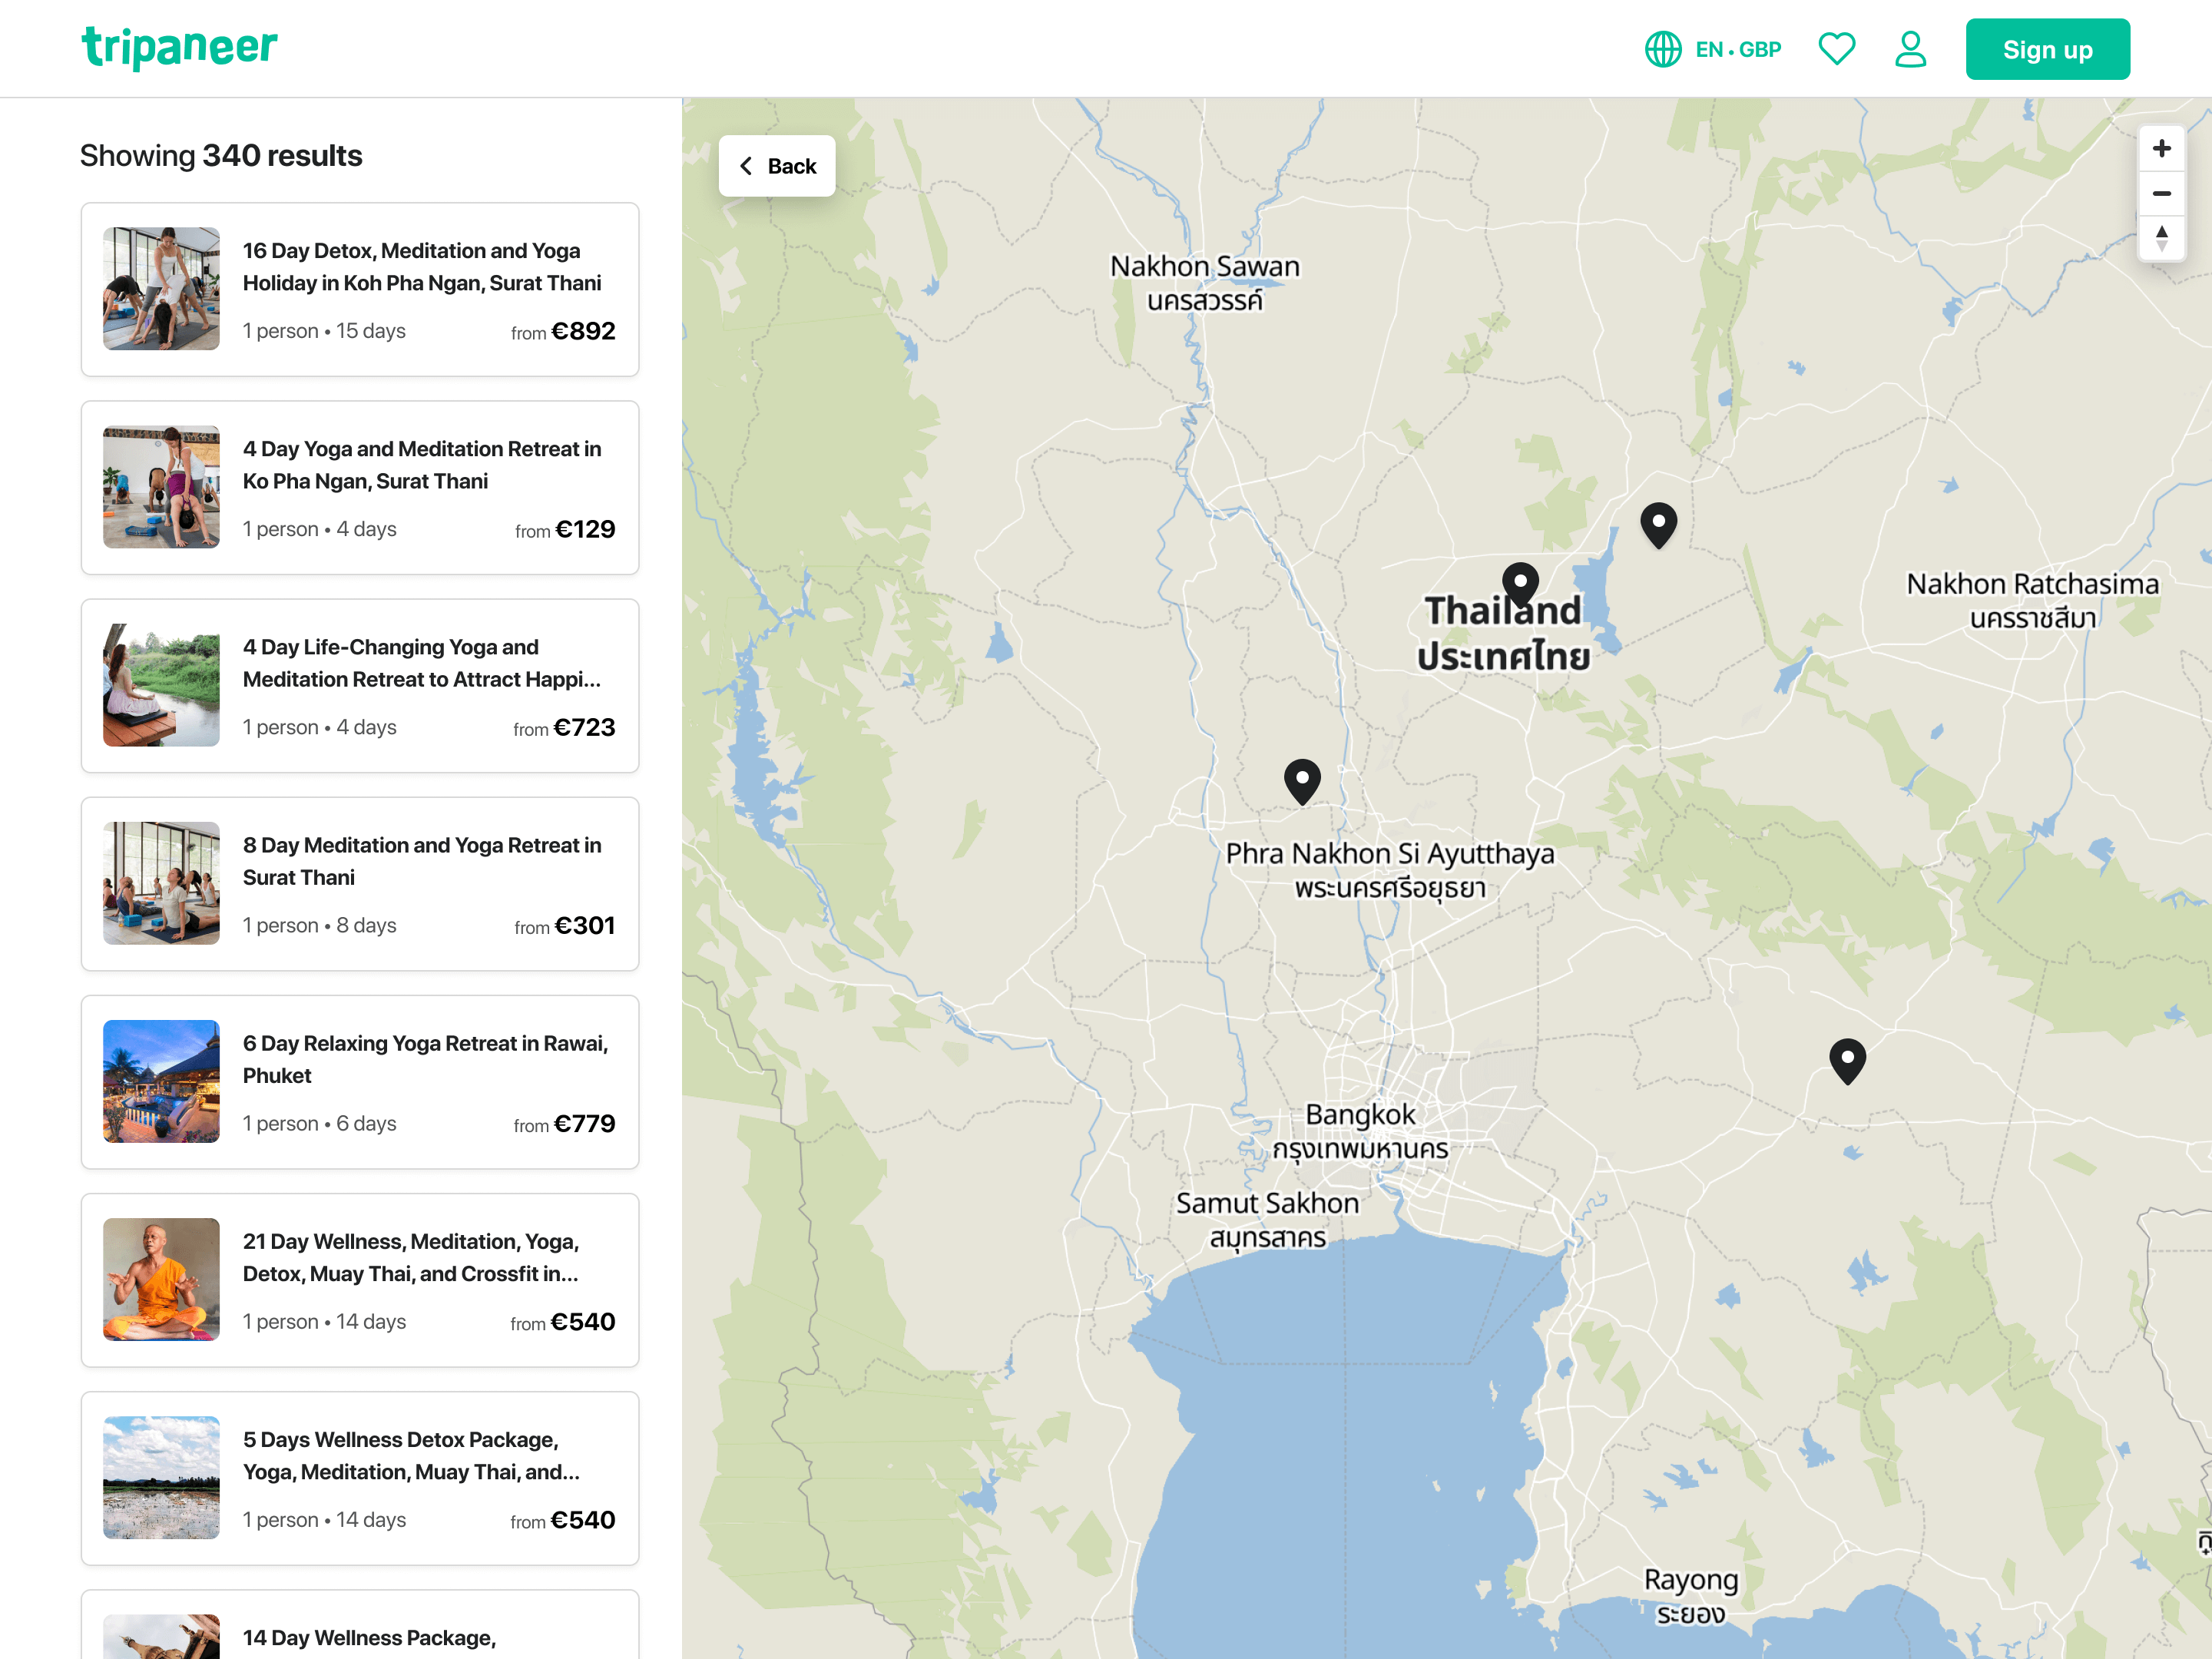 tripaneer
EN • GBP
Sign up
Showing 340 results
16 Day Detox, Meditation and Yoga
Holiday in Koh Pha Ngan, Surat Thani
1 person • 15 days
from €892
4 Day Yoga and Meditation Retreat in
Ko Pha Ngan, Surat Thani
1 person • 4 days
from €129
4 Day Life-Changing Yoga and
Meditation Retreat to Attract Happi...
1 person • 4 days
from €723
8 Day Meditation and Yoga Retreat in
Surat Thani
1 person • 8 days
from €301
6 Day Relaxing Yoga Retreat in Rawai,
Phuket
1 person • 6 days
from €779
21 Day Wellness, Meditation, Yoga,
Detox, Muay Thai, and Crossfit in...
1 person • 14 days
from €540
5 Days Wellness Detox Package,
Yoga, Meditation, Muay Thai, and...
1 person • 14 days
from €540
14 Day Wellness Package,
Back
Nakhon Sawan
นครสวรรค์
Thailand
ประเทศไทย
Nakhon Ratchasima
นครราชสีมา
Phra Nakhon Si Ayutthaya
พระนครศรีอยุธยา
Bangkok
กรุงเทพมหานคร
Samut Sakhon
สมุทรสาคร
Rayong
ระยอง